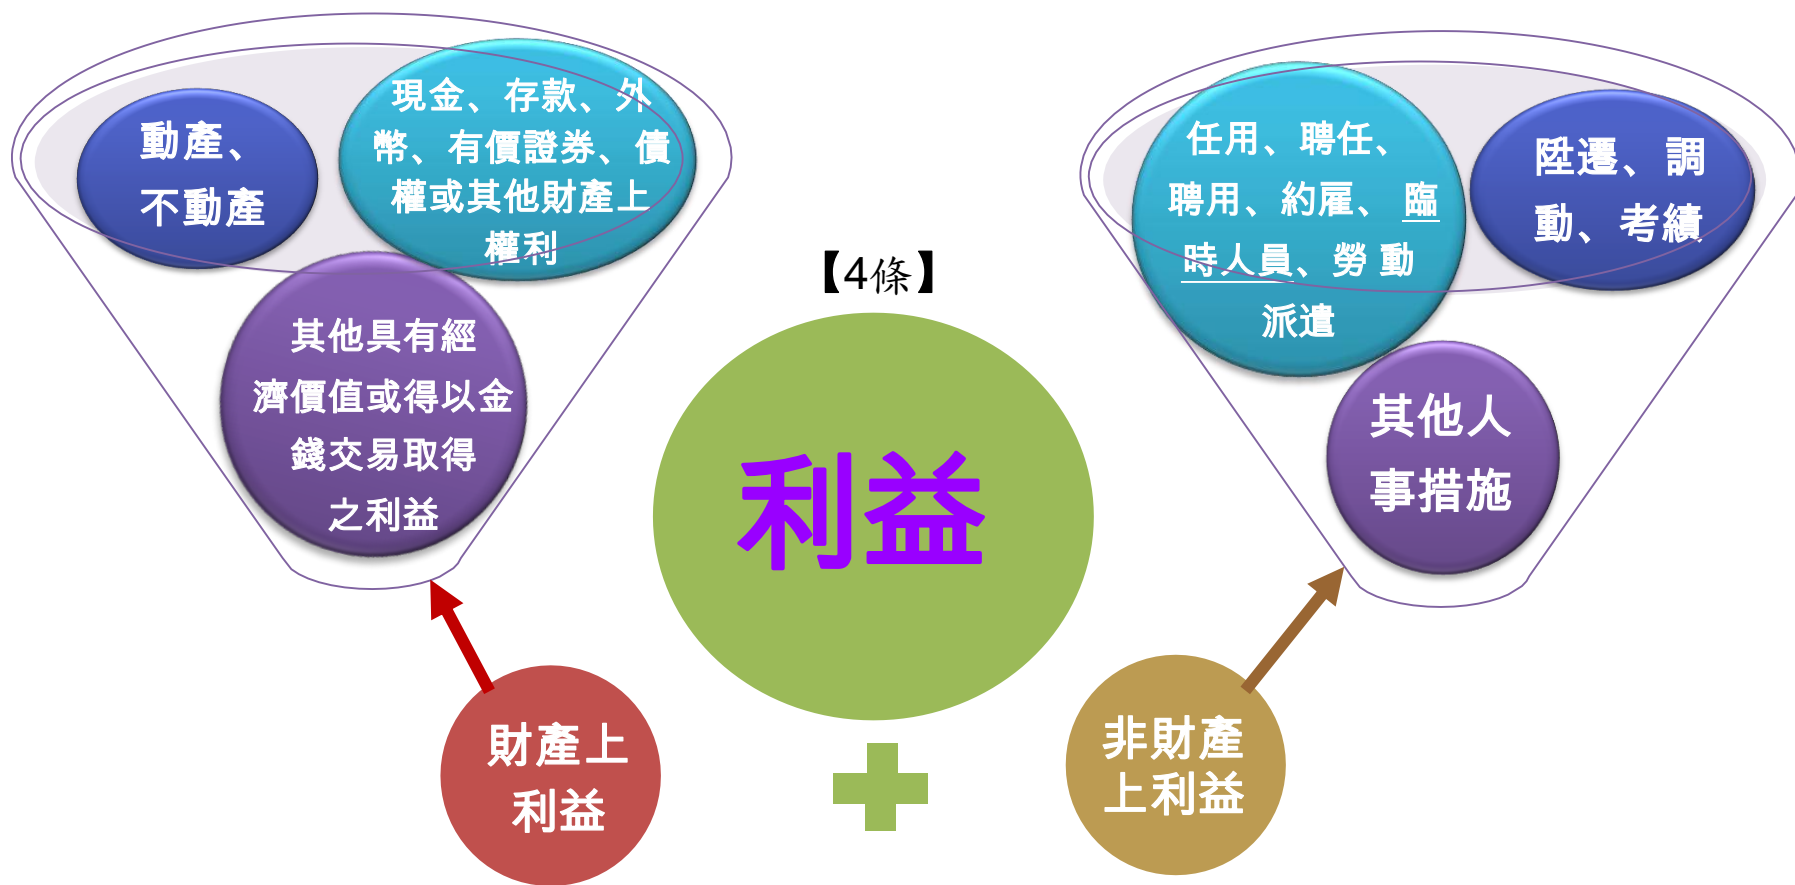 動產、
不動產
現金、存款、外
幣、有價證券、債
權或其他財產上
權利
其他具有經
濟價值或得以金
錢交易取得
之利益
【4條】
利益
任用、聘任、
聘用、約雇、臨
時人員、勞動
派遣
陞遷、調
動、考績
其他人
事措施
財產上
利益
非財產
上利益